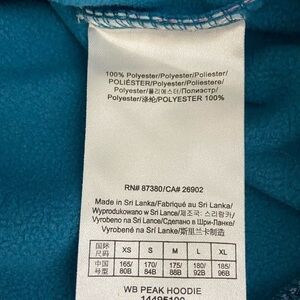 100% Polyester/Polyester/Poliester/
POLIÉSTER/Polyester/Poliestere/
Polyester/폴리에스터/Полиэстр/
Polyester/涤纶/POLYESTER 100%
RN# 87380/CA# 26902
Made in Sri Lanka/Fabriqué au Sri Lanka/
Wyprodukowano w Sri Lance/제조국: 스리랑카/
Vyrobeno na Sri Lance/Сделано в Шри-Ланке/
Vyrobené na Srí Lanke/斯里兰卡制造
国际尺码 XS S M L XL
中国号型 165/80B 170/84B 175/88B 180/92B 185/96B
WB PEAK HOODIE